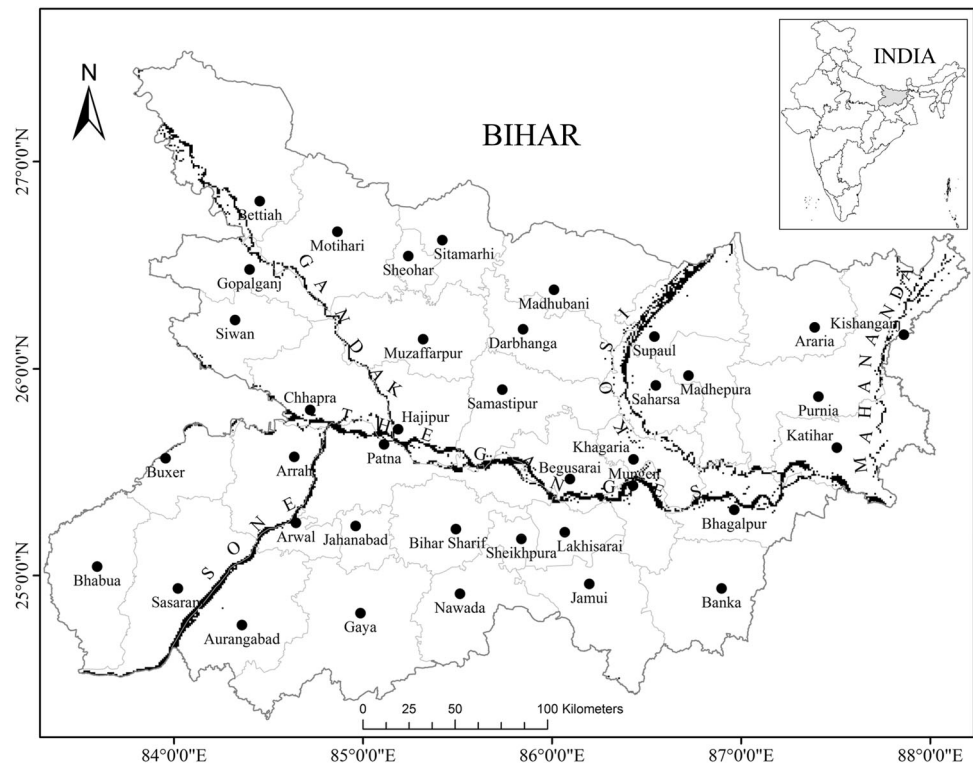 INDIA
N
BIHAR
27°0'0"N
26°0'0"N
25°0'0"N
Bettiah
Motihari
Sitamarhi
Sheohar
GANDAK
Gopalganj
Madhubani
KOSI
MAHANANDA
Kishanganj
Siwan
Darbhanga
Supaul
Araria
Muzaffarpur
Saharsa
Madhepura
Samastipur
Purnia
Chhapra
Hajipur
THE GANGES
Patna
Khagaria
Katihar
Buxer
Arrah
Begusarai
Munger
SONE
Bhagalpur
Arwal
Jahanabad
Bihar Sharif
Sheikhpura
Lakhisarai
Bhabua
Sasaram
Nawada
Jamui
Banka
Aurangabad
Gaya
0 25 50 100 Kilometers
84°0'0"E 85°0'0"E 86°0'0"E 87°0'0"E 88°0'0"E